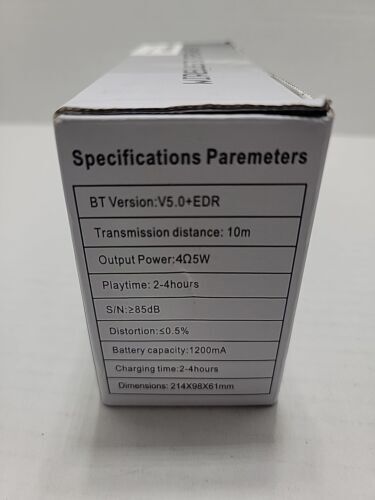 WIRELESS
Specifications Paremeters
BT Version:V5.0+EDR
Transmission distance: 10m
Output Power:4Ω5W
Playtime: 2-4hours
S/N:≥85dB
Distortion:≤0.5%
Battery capacity:1200mA
Charging time:2-4hours
Dimensions: 214X98X61mm